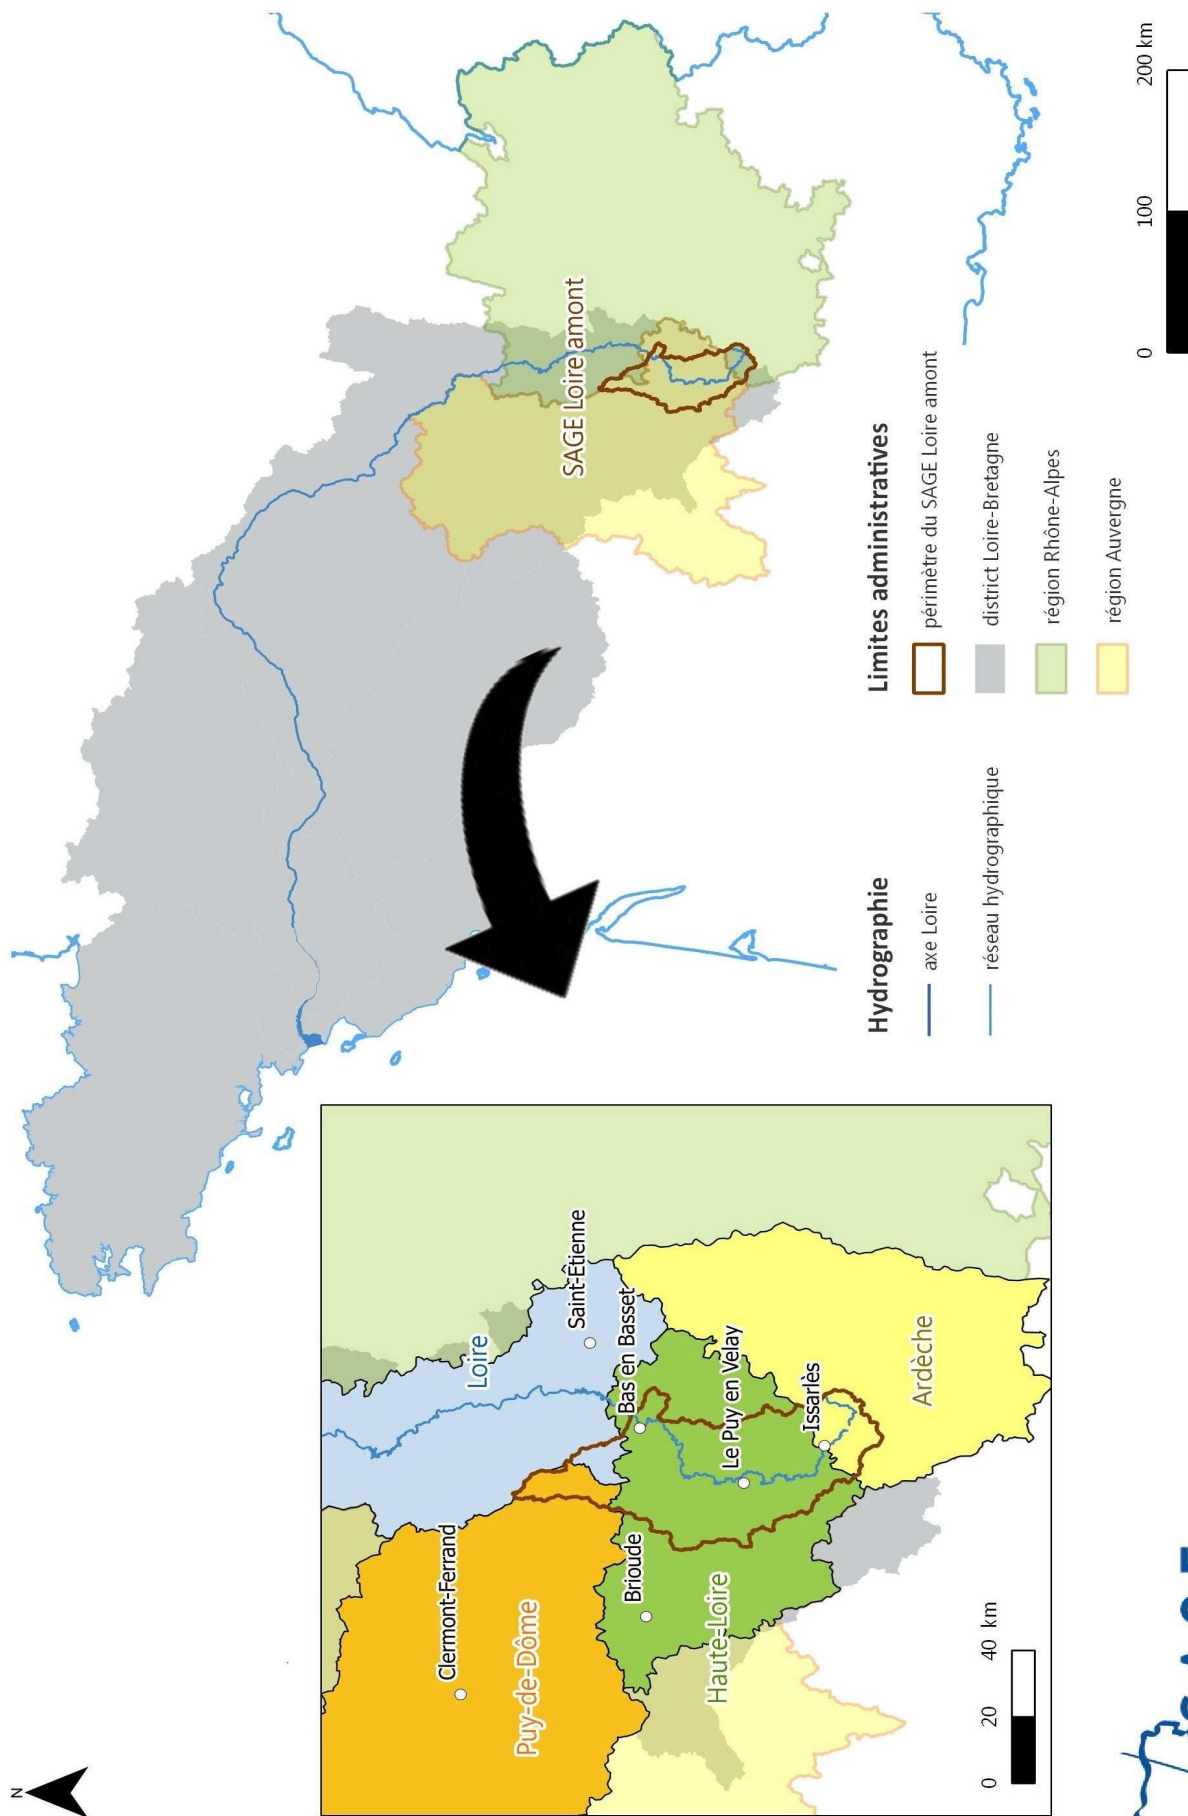 N
SAGE Loire amont
Clermont-Ferrand
Puy-de-Dôme
Loire
Saint-Étienne
Bas en Basset
Brioude
Haute-Loire
Le Puy en Velay
Issarlès
Ardèche
0 20 40 km
Hydrographie
axe Loire
réseau hydrographique
Limites administratives
périmètre du SAGE Loire amont
district Loire-Bretagne
région Rhône-Alpes
région Auvergne
0 100 200 km